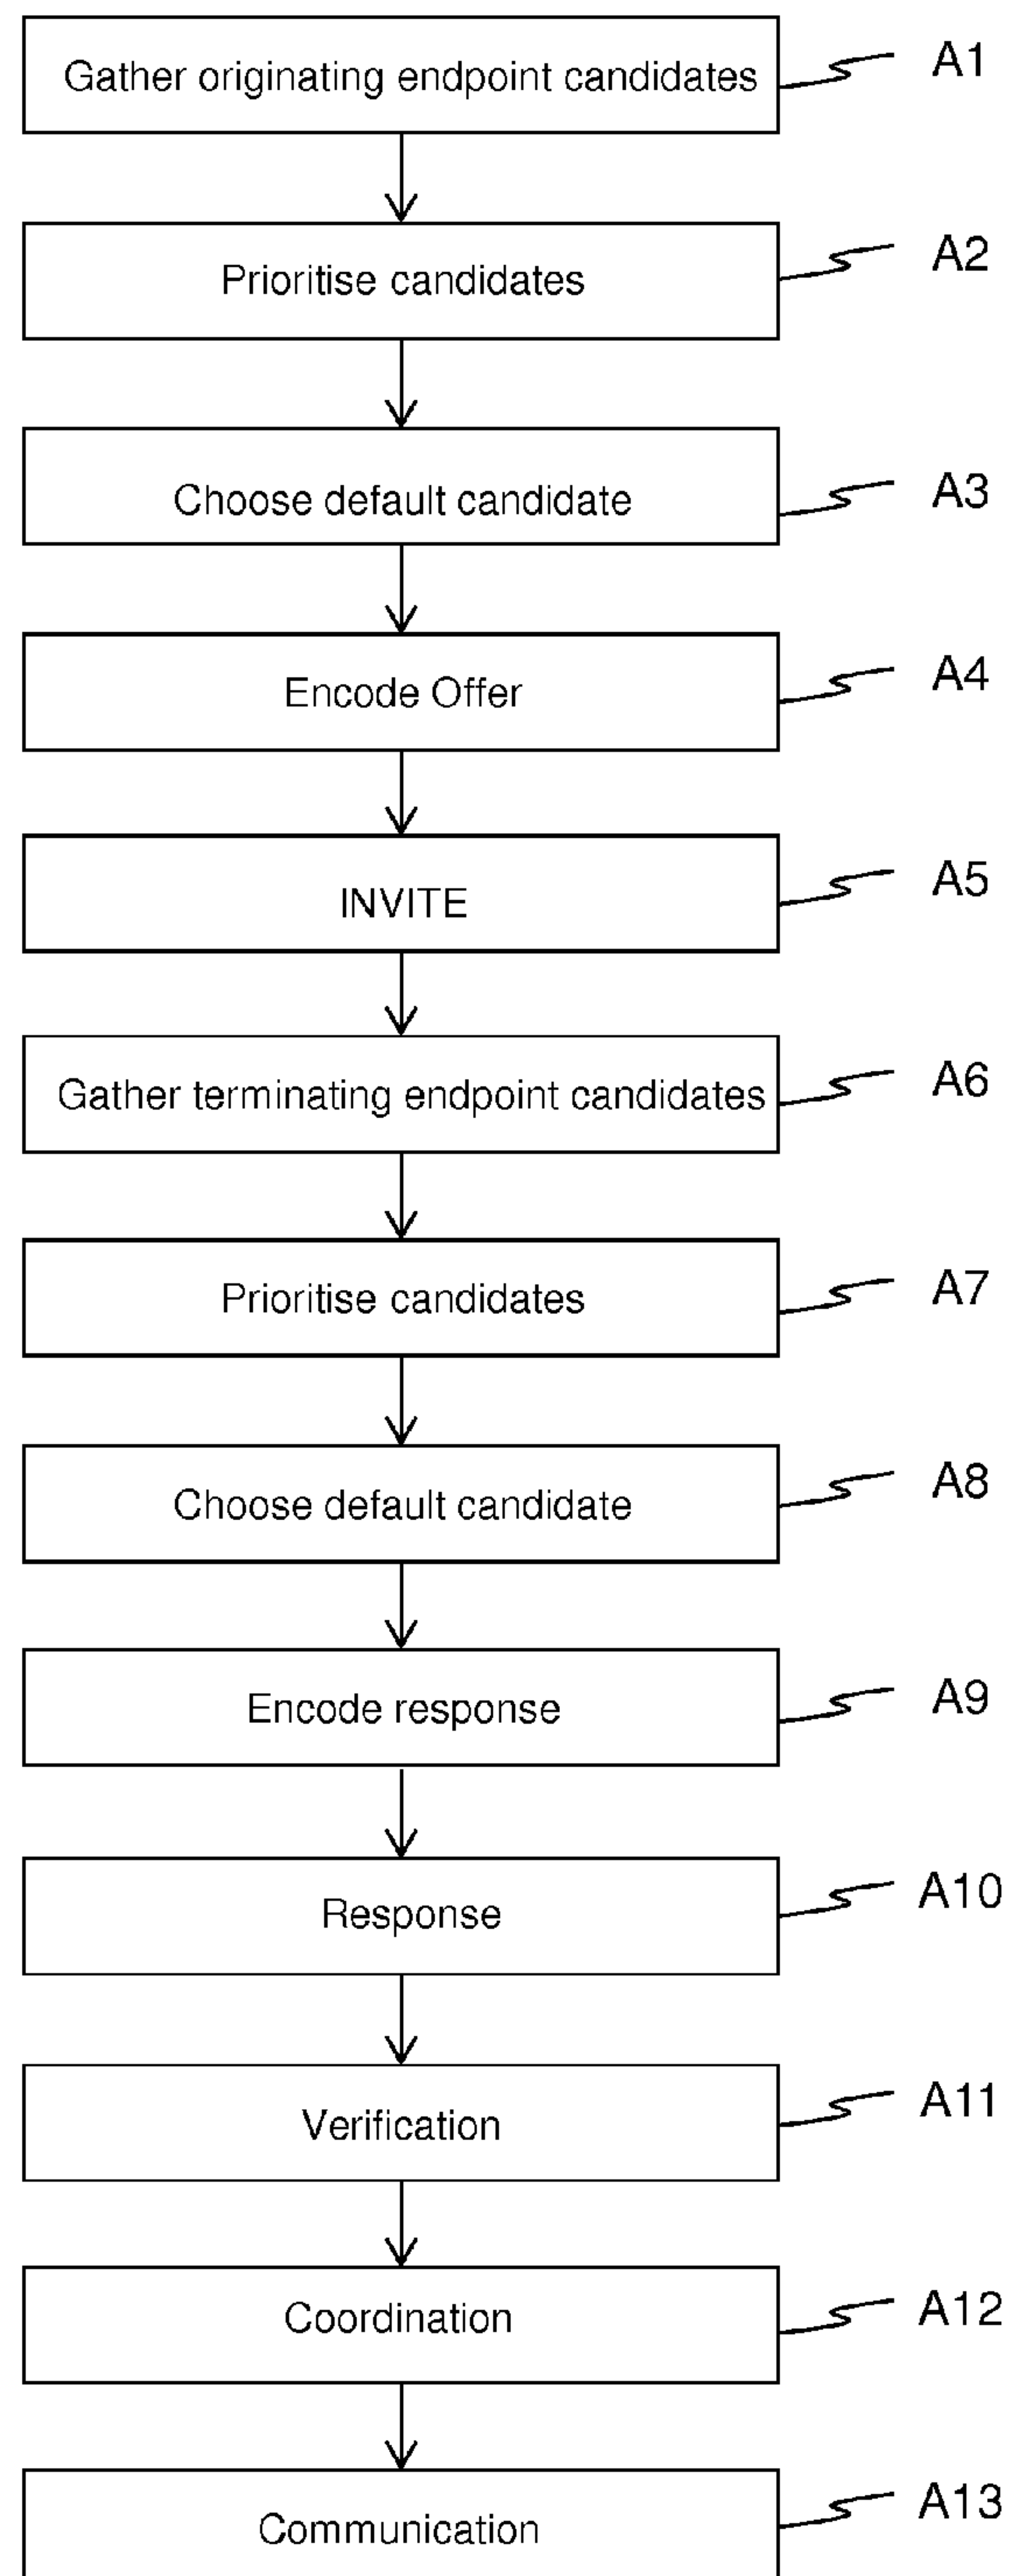 Gather originating endpoint candidates A1
Prioritise candidates A2
Choose default candidate A3
Encode Offer A4
INVITE A5
Gather terminating endpoint candidates A6
Prioritise candidates A7
Choose default candidate A8
Encode response A9
Response A10
Verification A11
Coordination A12
Communication A13